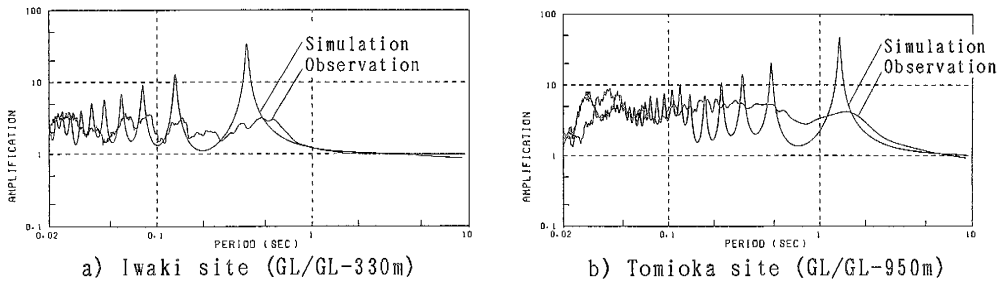 100
10
1
0.1
0.02
0.1
1
10
AMPLIFICATION
PERIOD (SEC)
Simulation
Observation
a) Iwaki site (GL/GL-330m)
100
10
1
0.1
0.02
0.1
1
10
AMPLIFICATION
PERIOD (SEC)
Simulation
Observation
b) Tomioka site (GL/GL-950m)